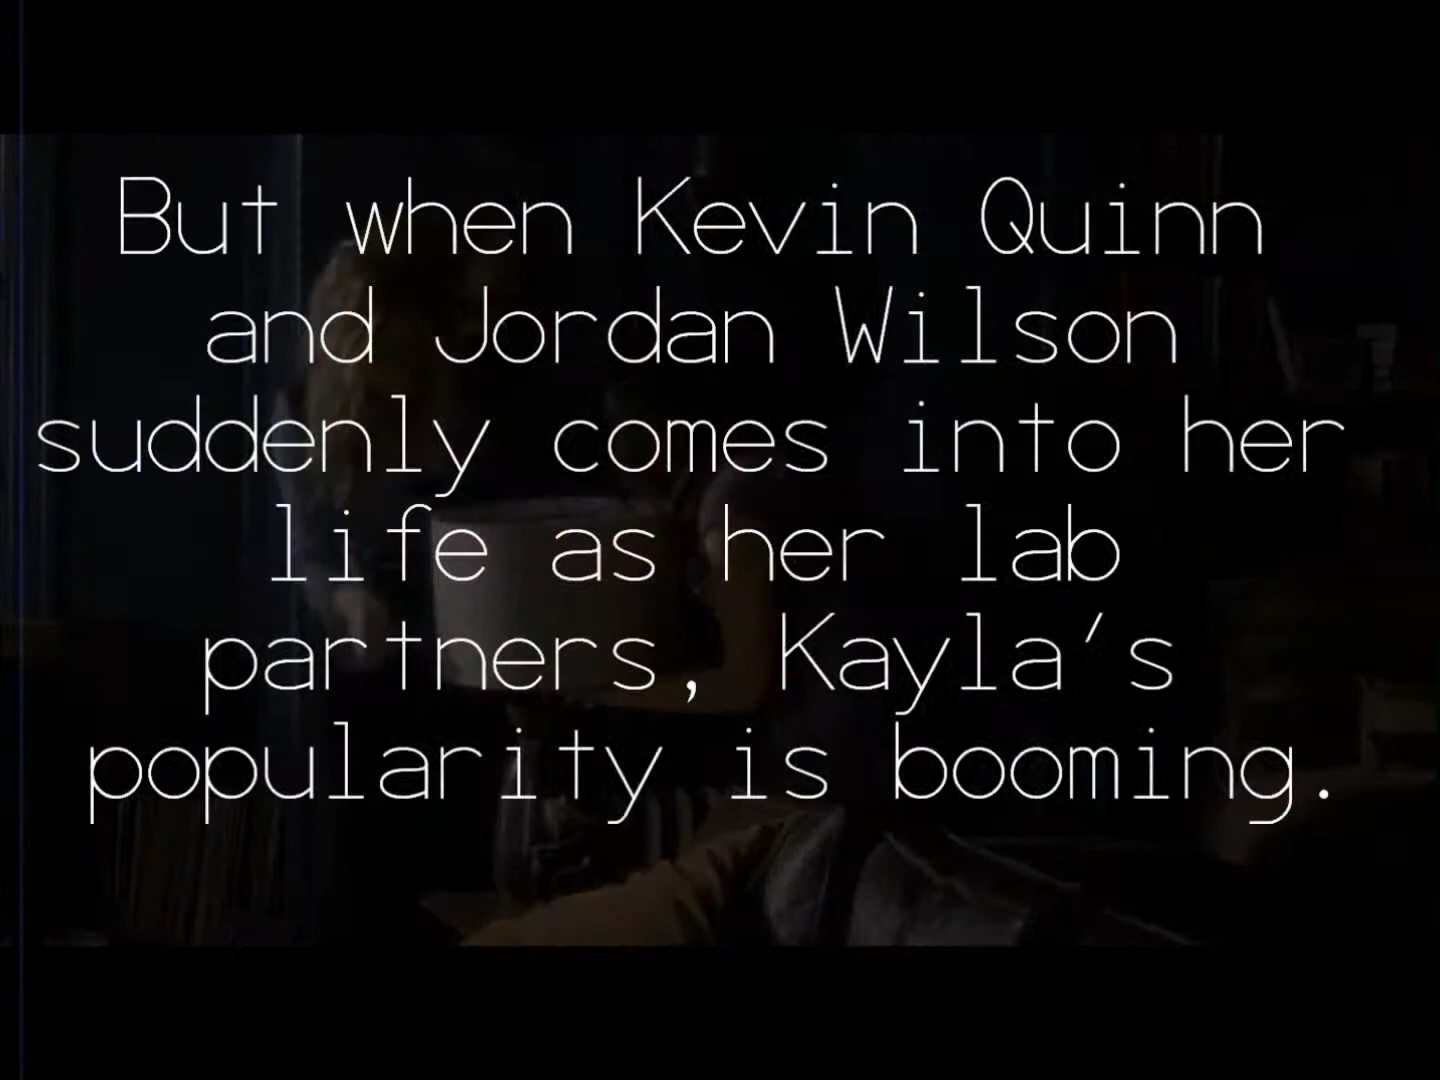 But when Kevin Quinn
and Jordan Wilson
suddenly comes into her
life as her lab
partners, Kayla's
popularity is booming.